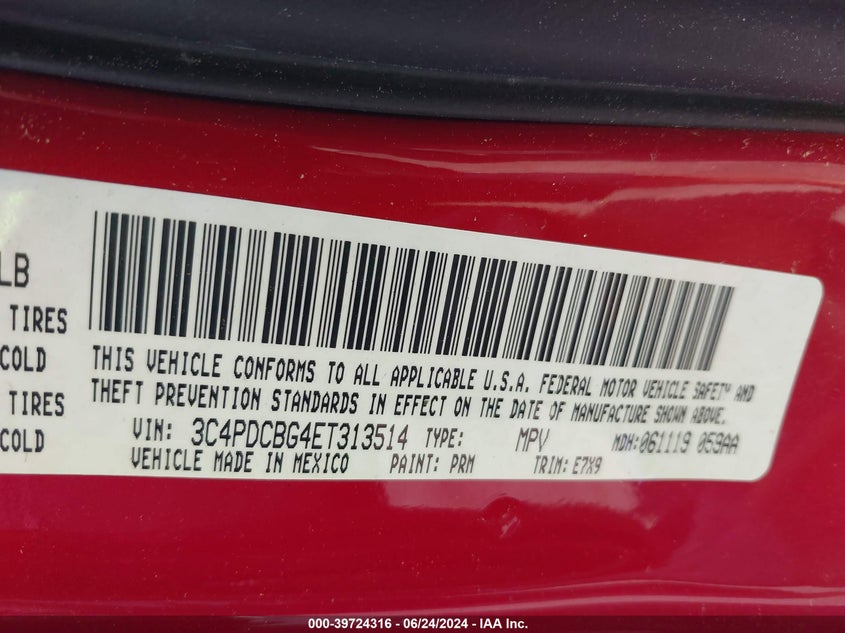 LB
TIRES
COLD
TIRES
COLD
THIS VEHICLE CONFORMS TO ALL APPLICABLE U.S.A. FEDERAL MOTOR VEHICLE SAFETY AND
THEFT PREVENTION STANDARDS IN EFFECT ON THE DATE OF MANUFACTURE SHOWN ABOVE.
VIN: 3C4PDCBG4ET313514 TYPE: MPV MDH: 061119 059AA
VEHICLE MADE IN MEXICO PAINT: PRM TRIM: E7X9
000-39724316 - 06/24/2024 - IAA Inc.